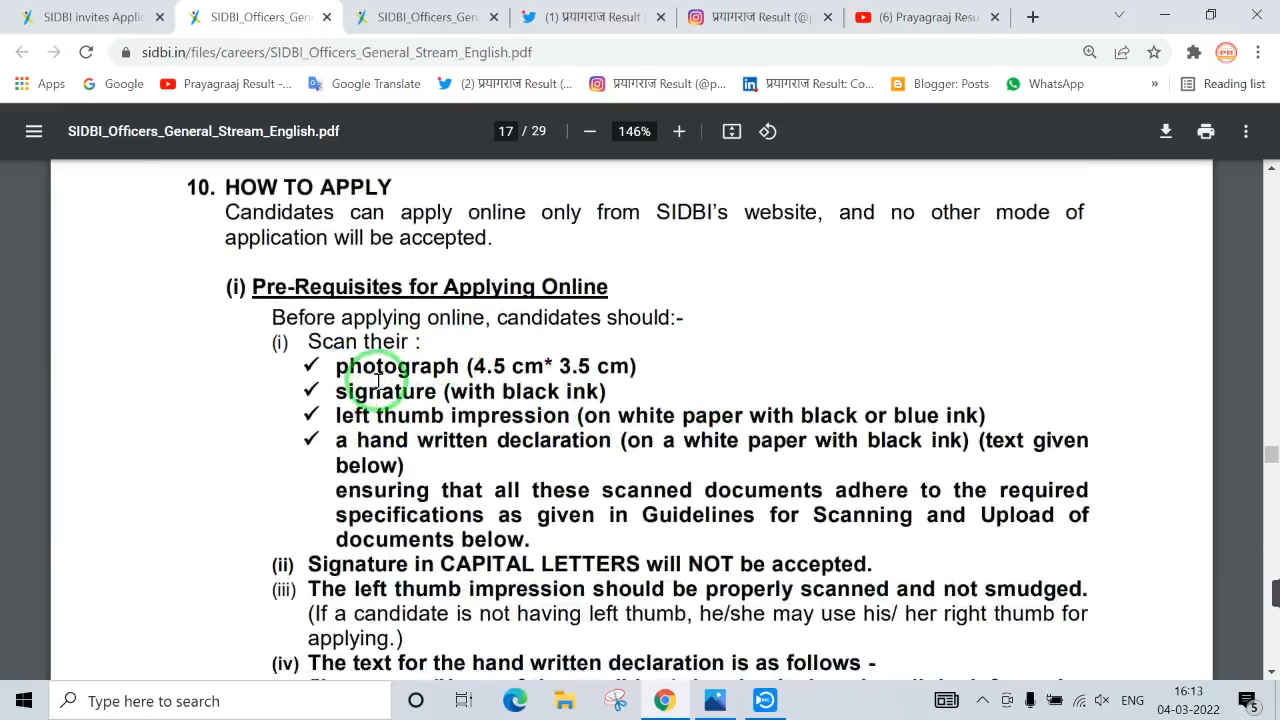 SIDBI invites Applic
SIDBI_Officers_Gen
SIDBI_Officers_Gen
(1) प्रयागराज Result (
प्रयागराज Result (@p
(6) Prayagraj Resu
sidbi.in/files/careers/SIDBI_Officers_General_Stream_English.pdf
Apps
Google
Prayagraj Result -...
Google Translate
(2) प्रयागराज Result (...
प्रयागराज Result (@p...
प्रयागराज Result: Co...
Blogger: Posts
WhatsApp
»
Reading list
SIDBI_Officers_General_Stream_English.pdf
17 / 29
146%
10. HOW TO APPLY
Candidates can apply online only from SIDBI's website, and no other mode of
application will be accepted.
(i) Pre-Requisites for Applying Online
Before applying online, candidates should:-
(i) Scan their :
✓ photograph (4.5 cm* 3.5 cm)
✓ signature (with black ink)
✓ left thumb impression (on white paper with black or blue ink)
✓ a hand written declaration (on a white paper with black ink) (text given
below)
ensuring that all these scanned documents adhere to the required
specifications as given in Guidelines for Scanning and Upload of
documents below.
(ii) Signature in CAPITAL LETTERS will NOT be accepted.
(iii) The left thumb impression should be properly scanned and not smudged.
(If a candidate is not having left thumb, he/she may use his/ her right thumb for
applying.)
(iv) The text for the hand written declaration is as follows -
Type here to search
ENG
16:13
04-03-2022
5